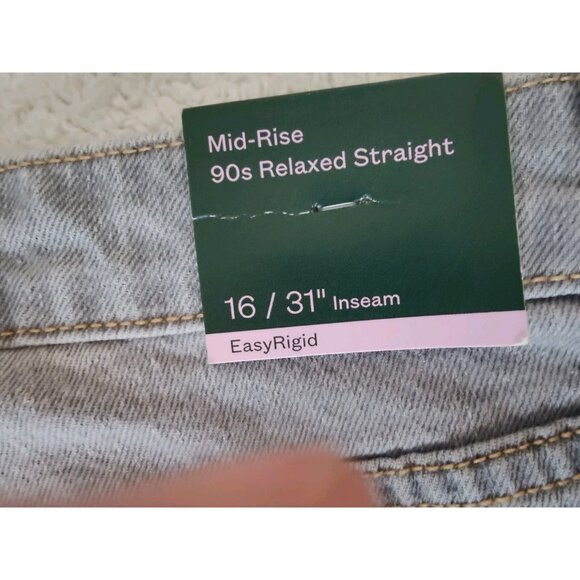 Mid-Rise
90s Relaxed Straight
16 / 31" Inseam
EasyRigid